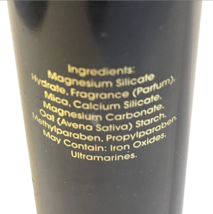 Ingredients:
Magnesium Silicate
Hydrate, Fragrance (Parfum),
Mica, Calcium Silicate,
Magnesium Carbonate,
Oat (Avena Sativa) Starch,
Methylparaben, Propylparaben.
May Contain: Iron Oxides,
Ultramarines.